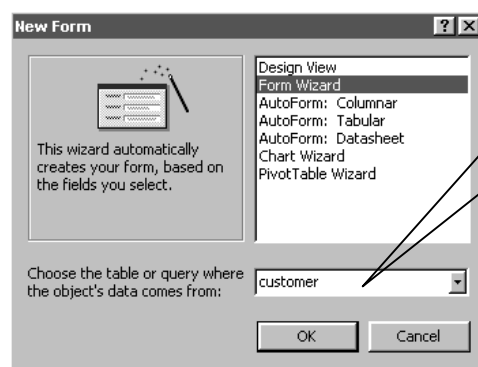 New Form
This wizard automatically
creates your form, based on
the fields you select.
Design View
Form Wizard
AutoForm: Columnar
AutoForm: Tabular
AutoForm: Datasheet
Chart Wizard
PivotTable Wizard
Choose the table or query where
the object's data comes from:
customer
OK
Cancel